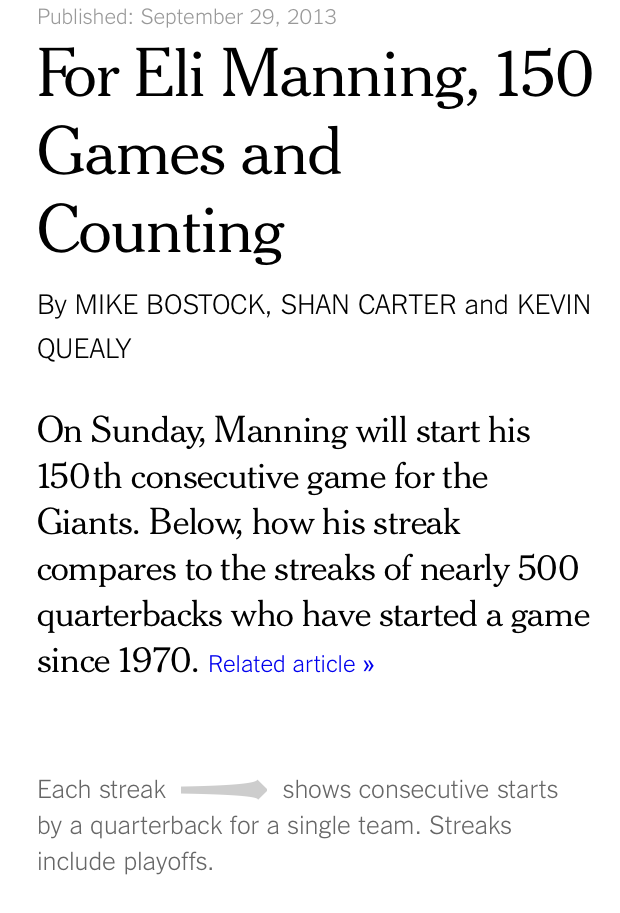 Published: September 29, 2013
For Eli Manning, 150
Games and
Counting
By MIKE BOSTOCK, SHAN CARTER and KEVIN
QUEALY
On Sunday, Manning will start his
150th consecutive game for the
Giants. Below, how his streak
compares to the streaks of nearly 500
quarterbacks who have started a game
since 1970. Related article »
Each streak shows consecutive starts
by a quarterback for a single team. Streaks
include playoffs.